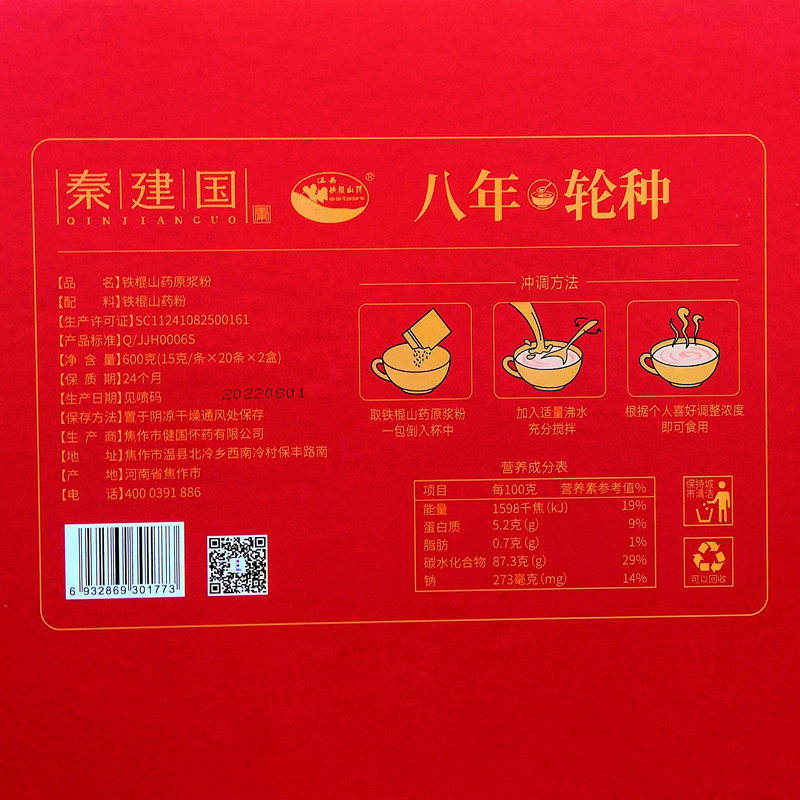 秦建国
QINJIANGUO
温县
铁棍山药
®
八年轮种
【品名】铁棍山药原浆粉
【配料】铁棍山药粉
【生产许可证】SC11241082500161
【产品标准】Q/JJH0006S
【净含量】600克(15克/条×20条×2盒)
【保质期】24个月
【生产日期】见喷码
20220801
【保存方法】置于阴凉干燥通风处保存
【生产商】焦作市健国怀药有限公司
【地址】焦作市温县北冷乡西南冷村保丰路南
【产地】河南省焦作市
【电话】400 0391 886
6 932869 301773
冲调方法
取铁棍山药原浆粉
一包倒入杯中
加入适量沸水
充分搅拌
根据个人喜好调整浓度
即可食用
营养成分表
项目 每100克 营养素参考值%
能量 1598千焦(kJ) 19%
蛋白质 5.2克(g) 9%
脂肪 0.7克(g) 1%
碳水化合物 87.3克(g) 29%
钠 273毫克(mg) 14%
保持城
市清洁
可以回收